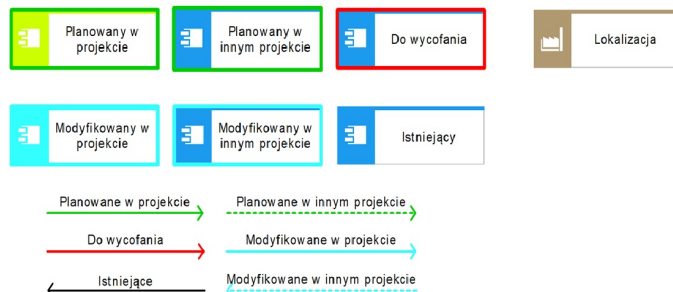 Planowany w
projekcie
Planowany w
innym projekcie
Do wycofania
Lokalizacja
Modyfikowany w
projekcie
Modyfikowany w
innym projekcie
Istniejący
Planowane w projekcie
Planowane w innym projekcie
Do wycofania
Modyfikowane w projekcie
Istniejące
Modyfikowane w innym projekcie